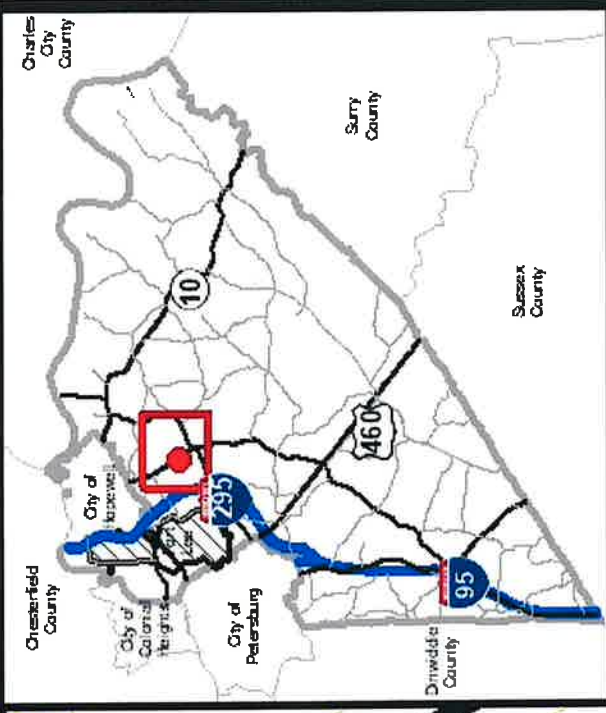 Charles
City
County
Chesterfield
County
City of
Hopewell
City of
Colonial
Heights
City of
Petersburg
Surry
County
Sussex
County
Dinwiddie
County
10
295
460
95